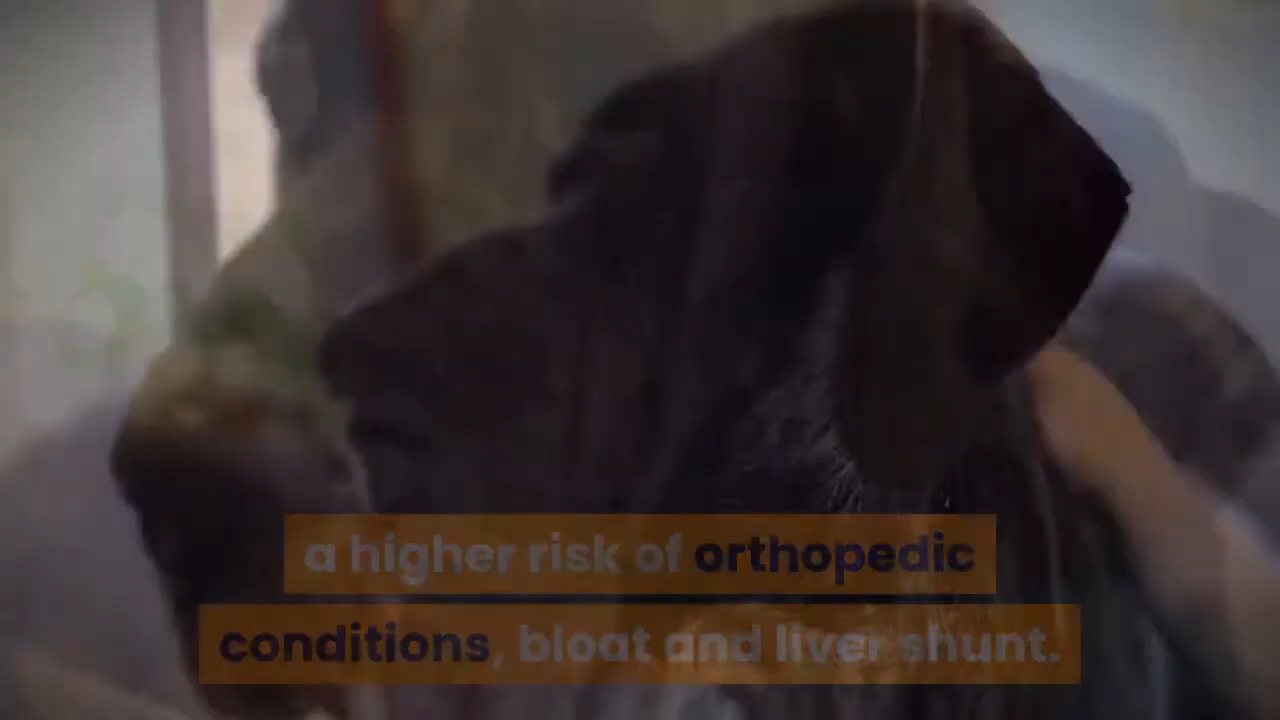 a higher risk of orthopedic
conditions, bloat and liver shunt.